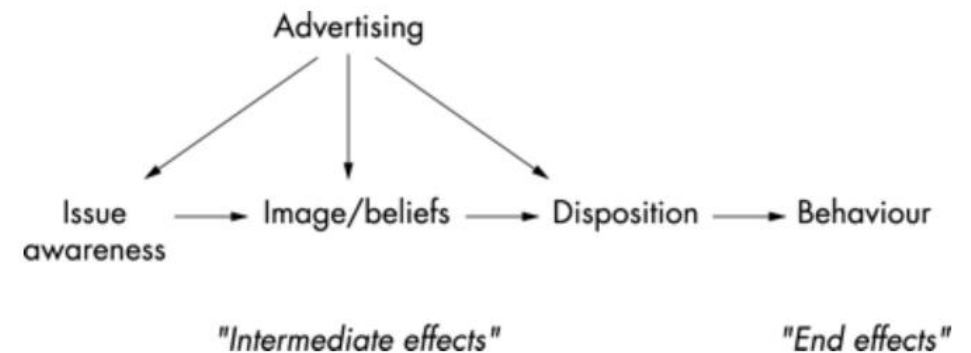 Advertising
Issue Image/beliefs Disposition Behaviour
awareness
"Intermediate effects" "End effects"